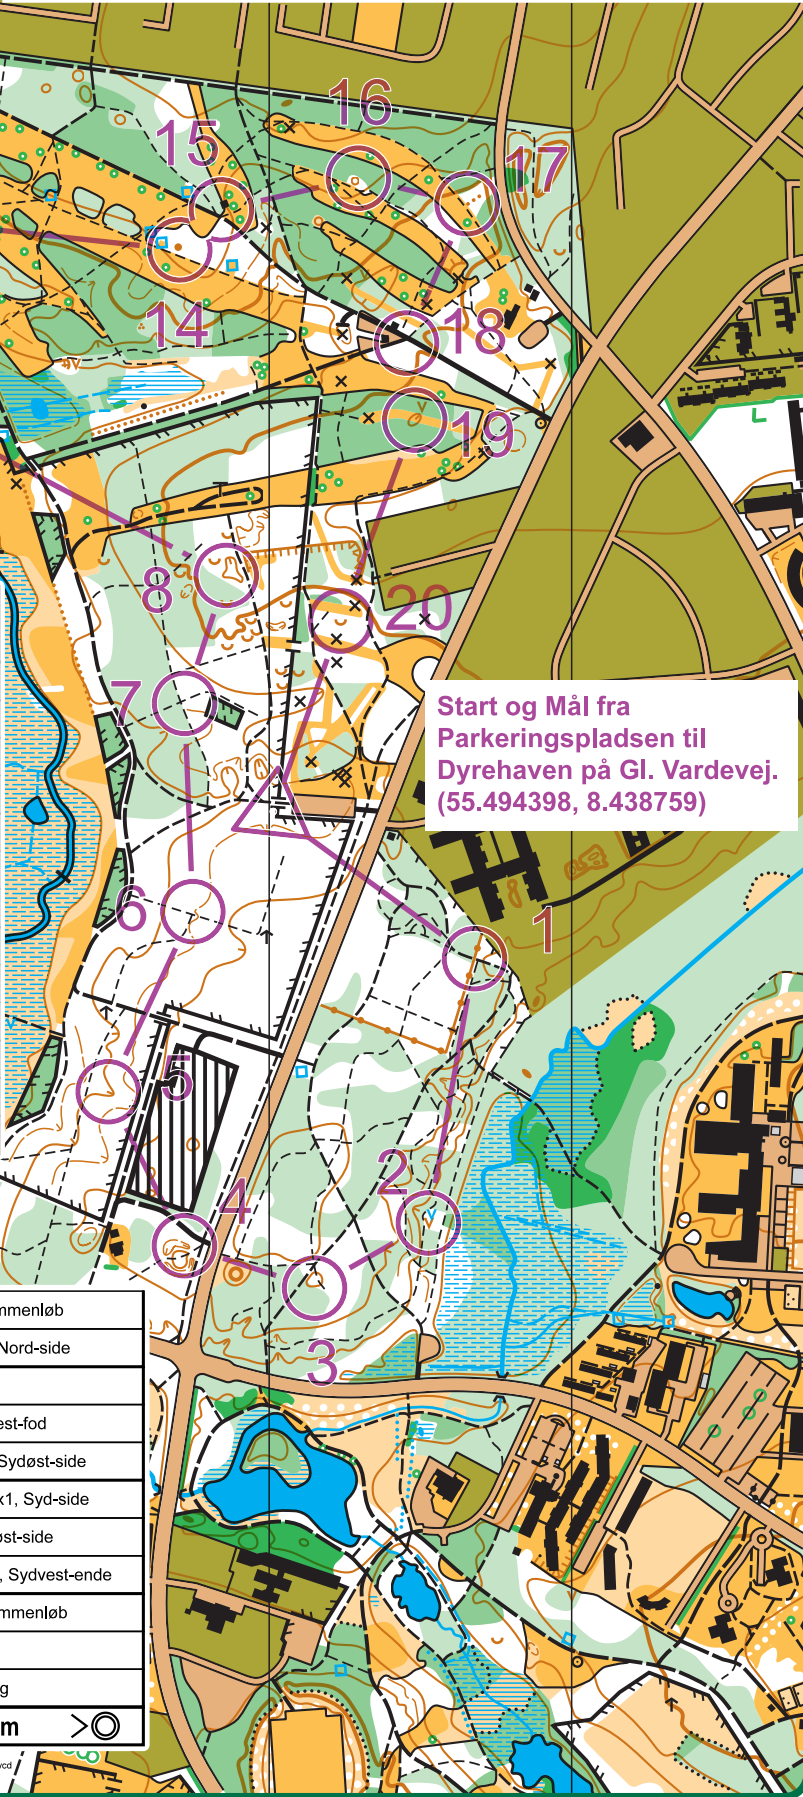 16
15
17
14
18
19
8
20
7
Start og Mål fra
Parkeringspladsen til
Dyrehaven på Gl. Vardevej.
(55.494398, 8.438759)
6
1
5
2
4
3
mmenløb
Nord-side
est-fod
Sydøst-side
x1, Syd-side
øst-side
, Sydvest-ende
mmenløb
g
m